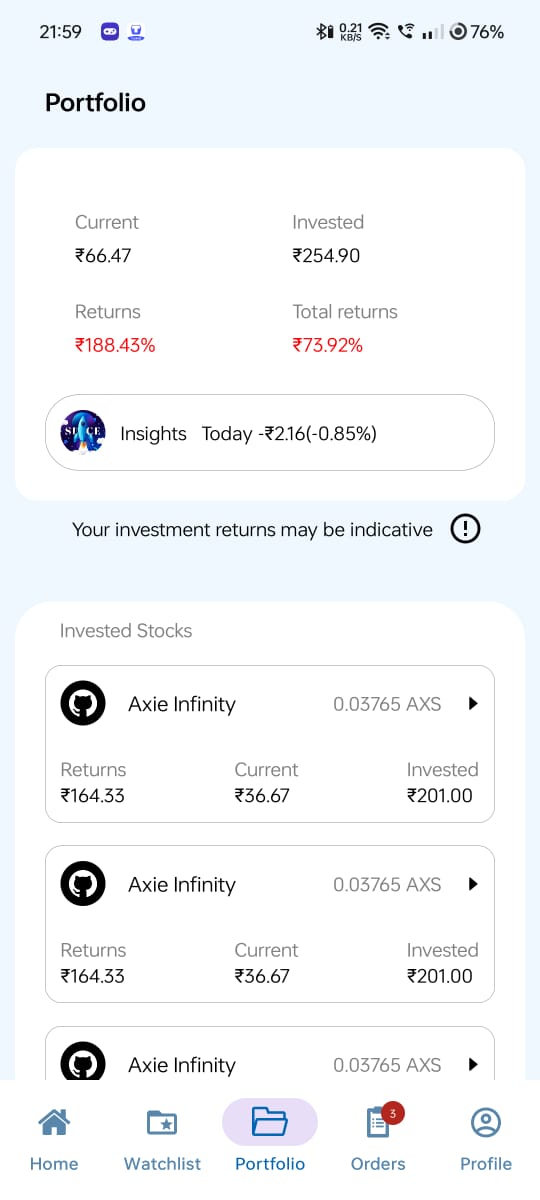 21:59 0.21 KB/S 76%
Portfolio
Current Invested
₹66.47 ₹254.90
Returns Total returns
₹188.43% ₹73.92%
SPACE Insights Today -₹2.16(-0.85%)
Your investment returns may be indicative
Invested Stocks
Axie Infinity 0.03765 AXS
Returns Current Invested
₹164.33 ₹36.67 ₹201.00
Axie Infinity 0.03765 AXS
Returns Current Invested
₹164.33 ₹36.67 ₹201.00
Axie Infinity 0.03765 AXS
3
Home Watchlist Portfolio Orders Profile